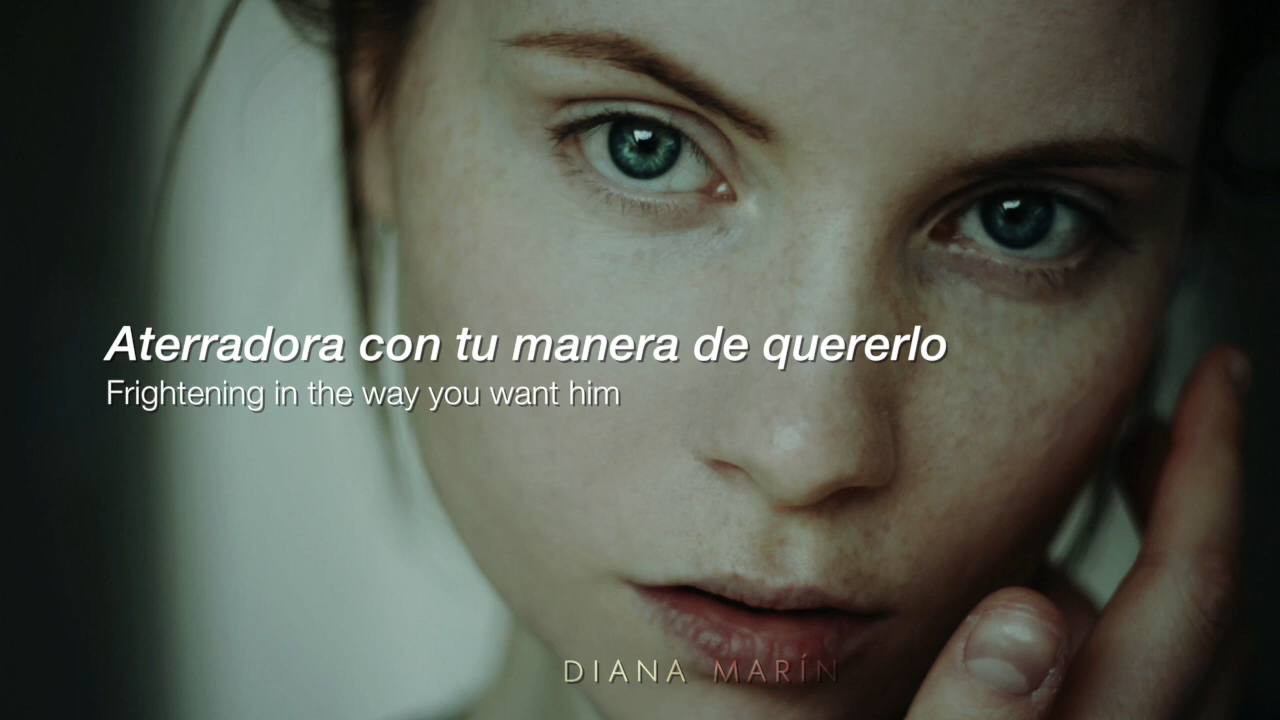 Aterradora con tu manera de quererlo
Frightening in the way you want him
DIANA MARÍN